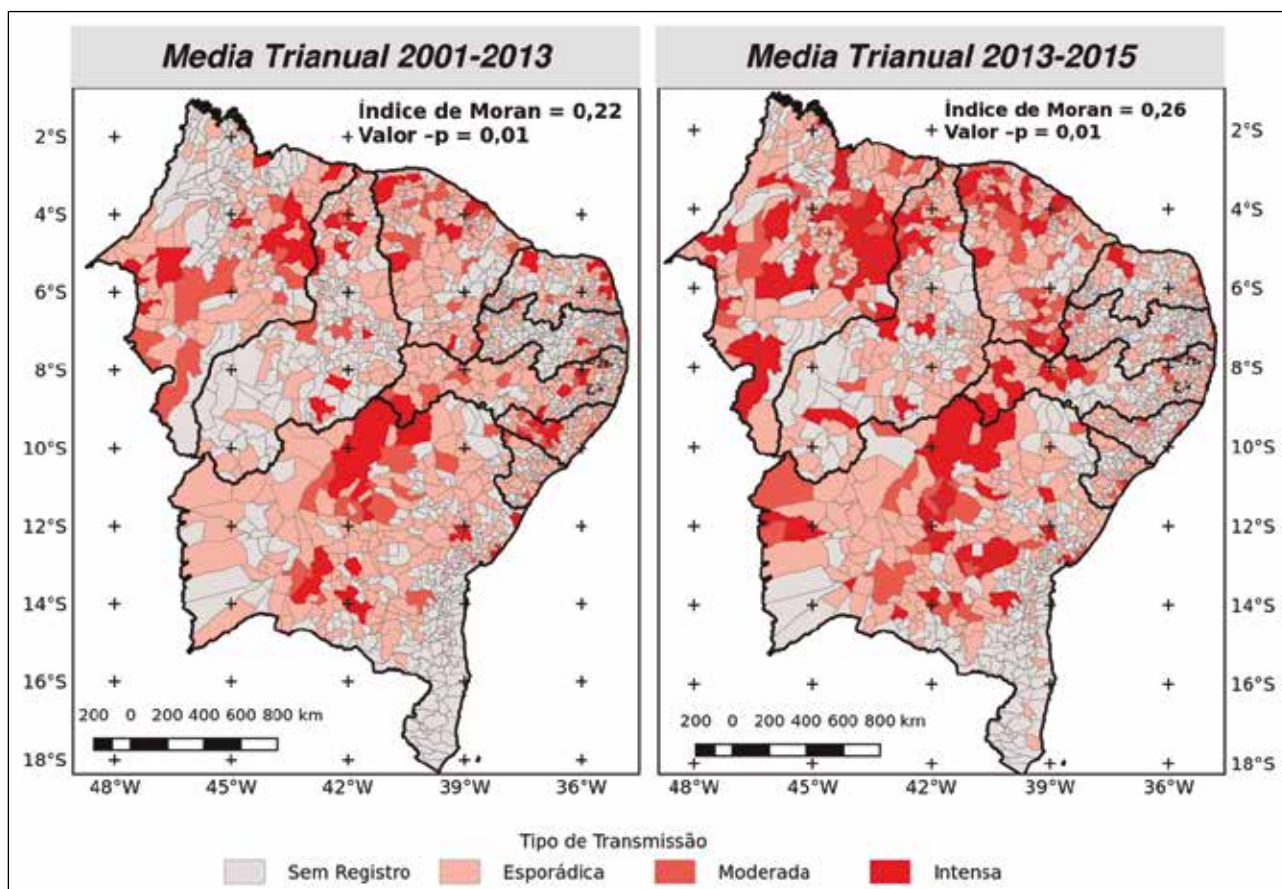 Media Trianual 2001-2013
Media Trianual 2013-2015
Índice de Moran = 0,22
Valor –p = 0,01
Índice de Moran = 0,26
Valor –p = 0,01
2°S
4°S
6°S
8°S
10°S
12°S
14°S
16°S
18°S
2°S
4°S
6°S
8°S
10°S
12°S
14°S
16°S
18°S
200 0 200 400 600 800 km
200 0 200 400 600 800 km
48°W 45°W 42°W 39°W 36°W
48°W 45°W 42°W 39°W 36°W
Tipo de Transmissão
Sem Registro Esporádica Moderada Intensa